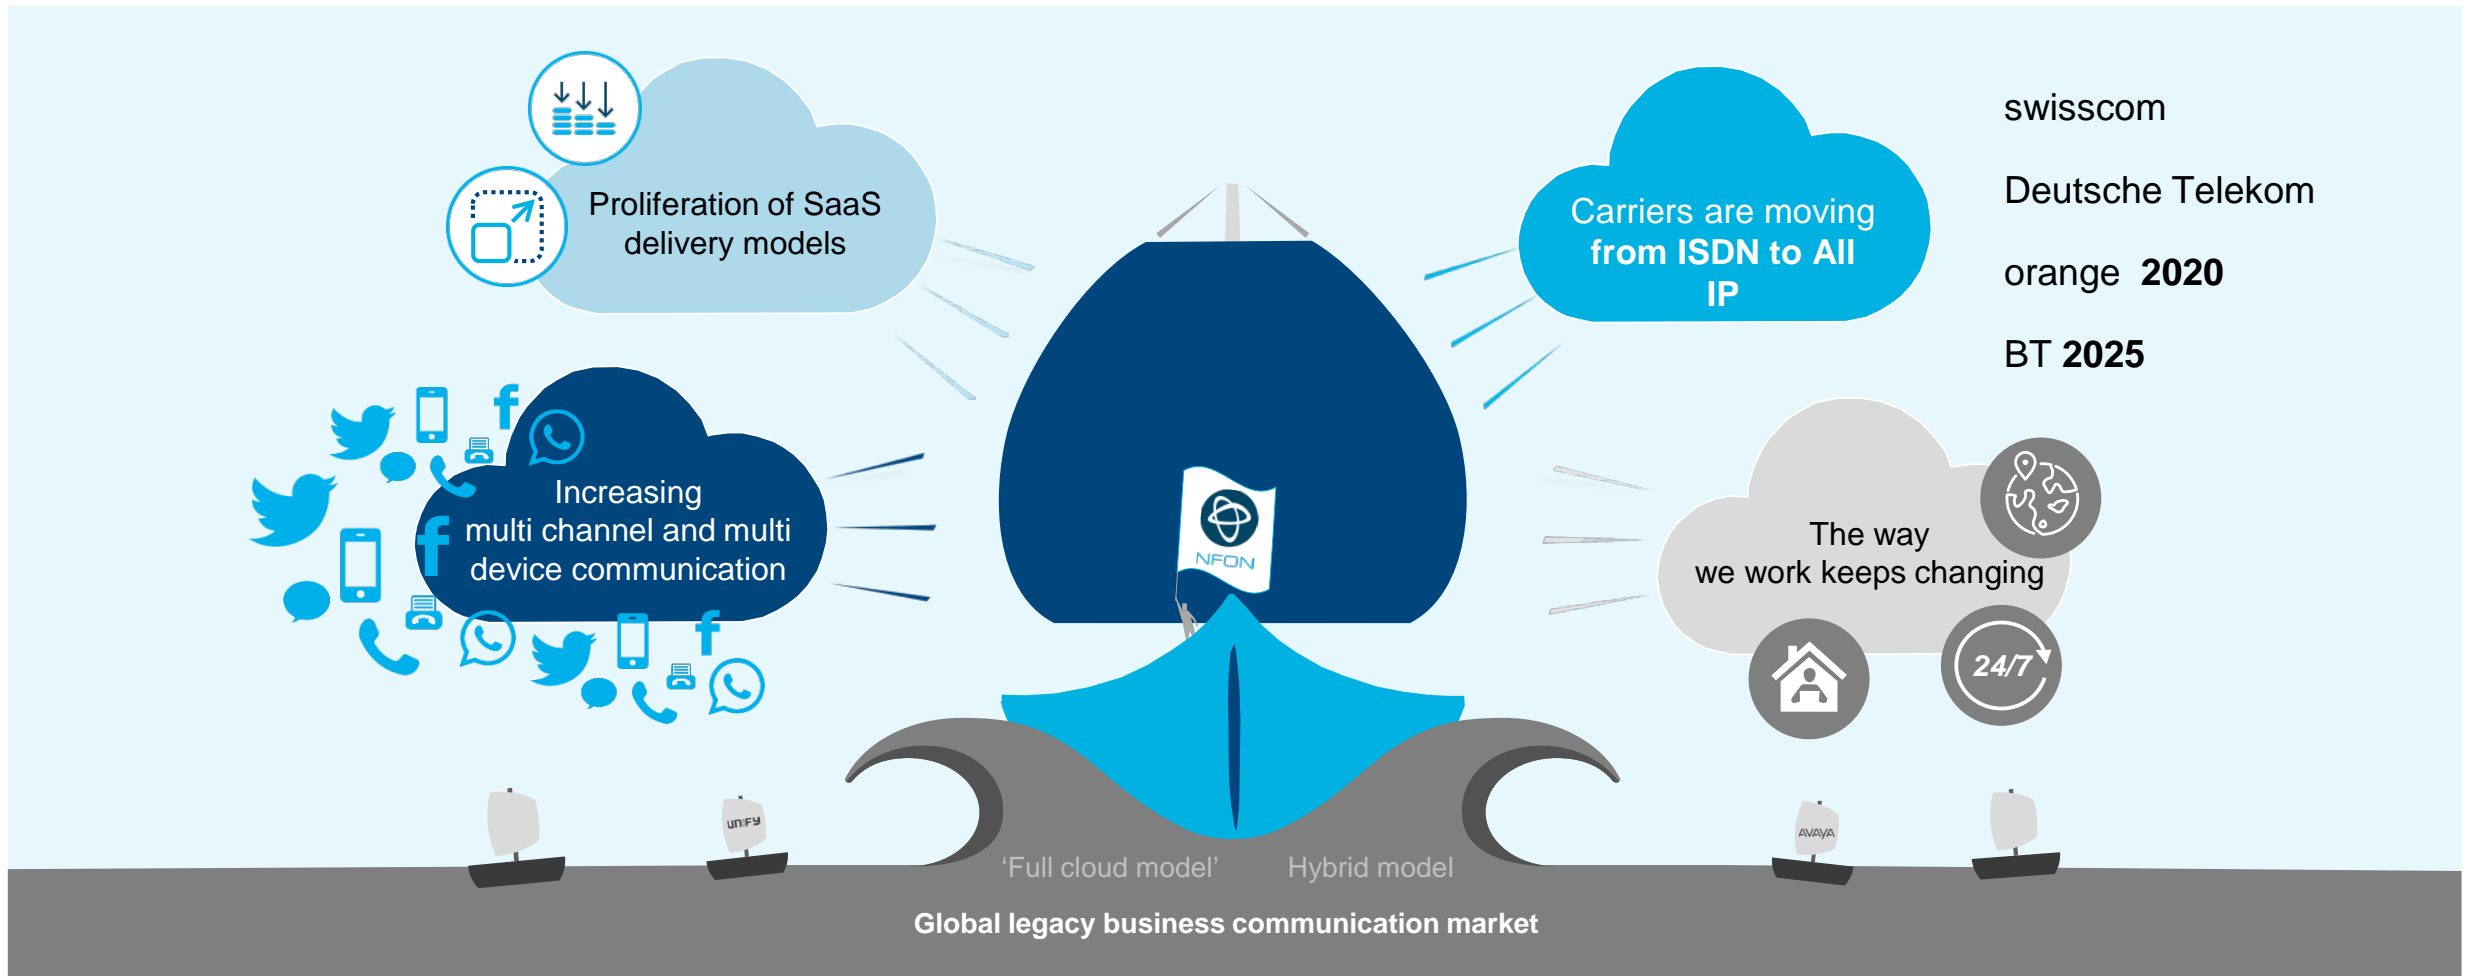 Proliferation of SaaS
delivery models
Carriers are moving
from ISDN to All
IP
swisscom
Deutsche Telekom
orange 2020
BT 2025
Increasing
multi channel and multi
device communication
NFON
The way
we work keeps changing
24/7
UNIFY
AVAYA
‘Full cloud model’
Hybrid model
Global legacy business communication market